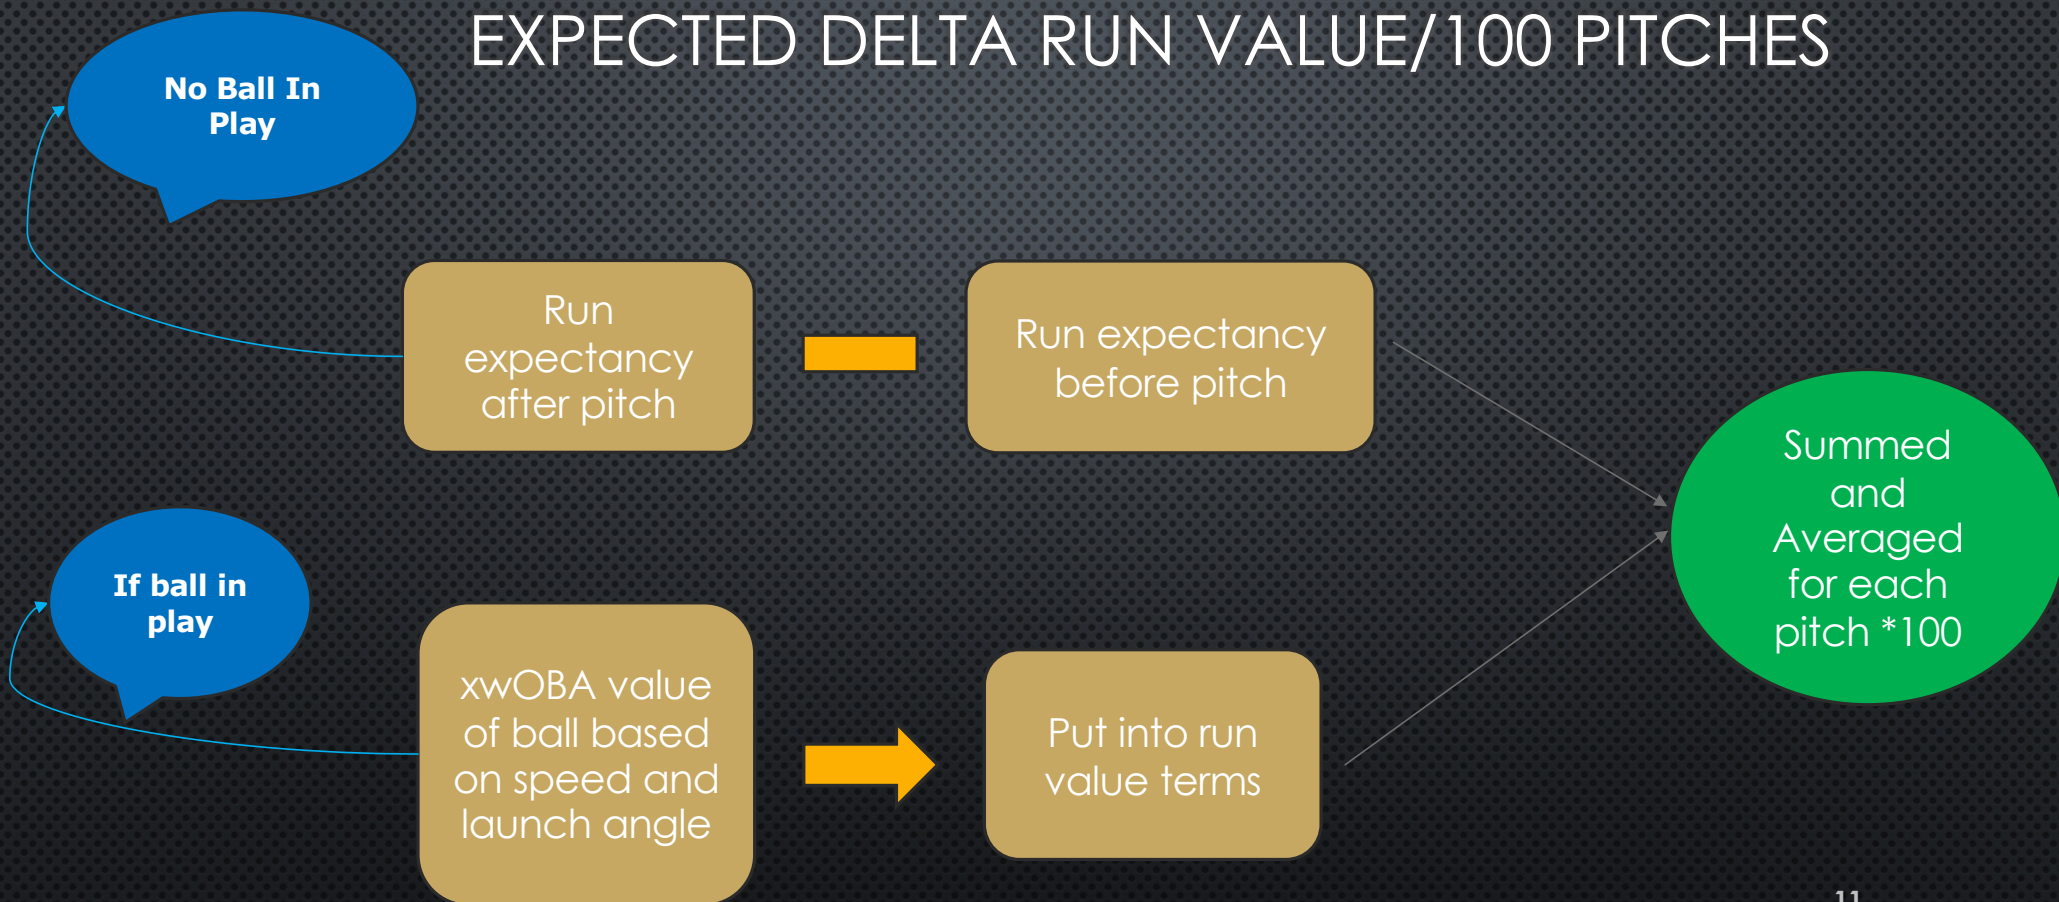 EXPECTED DELTA RUN VALUE/100 PITCHES
No Ball In
Play
Run
expectancy
after pitch
Run expectancy
before pitch
Summed
and
Averaged
for each
pitch *100
If ball in
play
xwOBA value
of ball based
on speed and
launch angle
Put into run
value terms
11